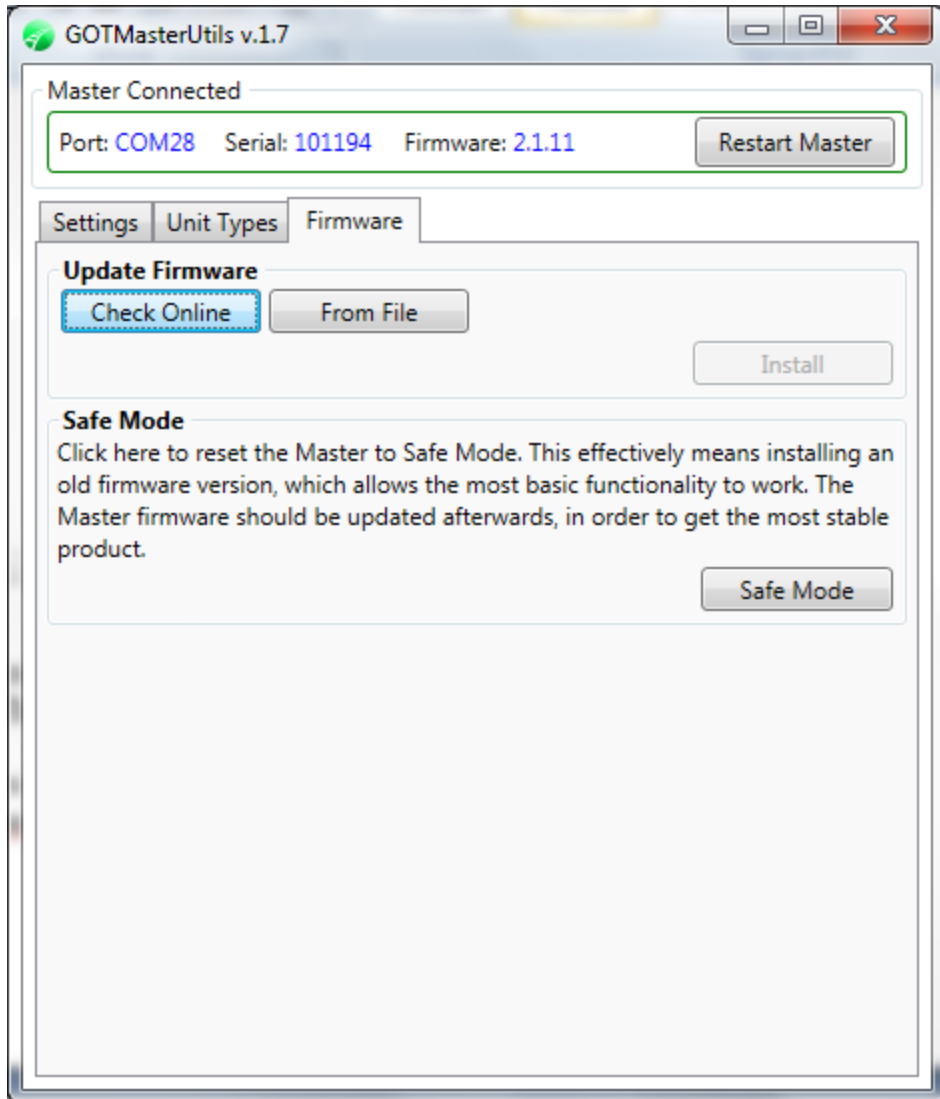 GOTMasterUtils v.1.7
Master Connected
Port: COM28 Serial: 101194 Firmware: 2.1.11 Restart Master
Settings Unit Types Firmware
Update Firmware
Check Online From File
Install
Safe Mode
Click here to reset the Master to Safe Mode. This effectively means installing an
old firmware version, which allows the most basic functionality to work. The
Master firmware should be updated afterwards, in order to get the most stable
product.
Safe Mode